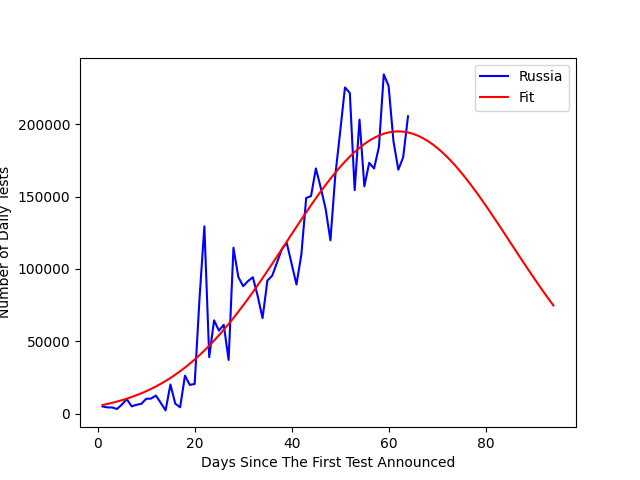 Russia
Fit
200000
150000
100000
50000
0
Number of Daily Tests
0 20 40 60 80
Days Since The First Test Announced